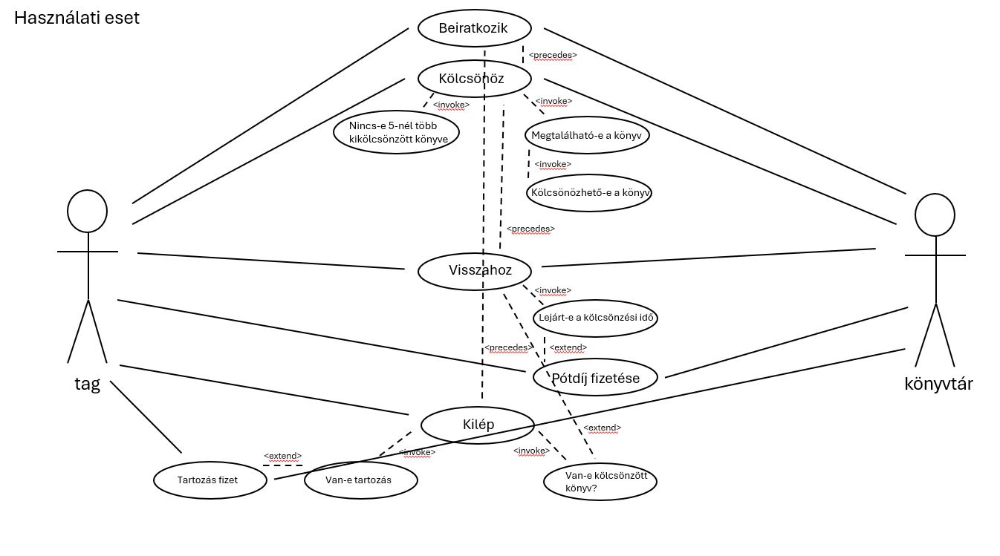 Használati eset
Beiratkozik
<precedes>
Kölcsönöz
<invoke>
<invoke>
Nincs-e 5-nél több
kikölcsönzött könyve
Megtalálható-e a könyv
<invoke>
Kölcsönözhető-e a könyv
<precedes>
Visszahoz
<invoke>
Lejárt-e a kölcsönzési idő
<precedes>
<extend>
Pótdíj fizetése
tag
könyvtár
Kilép
<extend>
<invoke>
<invoke>
<extend>
Tartozás fizet
Van-e tartozás
Van-e kölcsönzött
könyv?